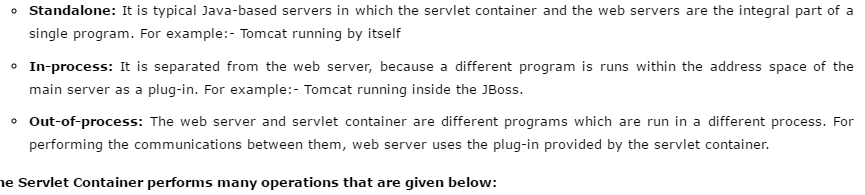 Standalone: It is typical Java-based servers in which the servlet container and the web servers are the integral part of a
single program. For example:- Tomcat running by itself
In-process: It is separated from the web server, because a different program is runs within the address space of the
main server as a plug-in. For example:- Tomcat running inside the JBoss.
Out-of-process: The web server and servlet container are different programs which are run in a different process. For
performing the communications between them, web server uses the plug-in provided by the servlet container.
he Servlet Container performs many operations that are given below: